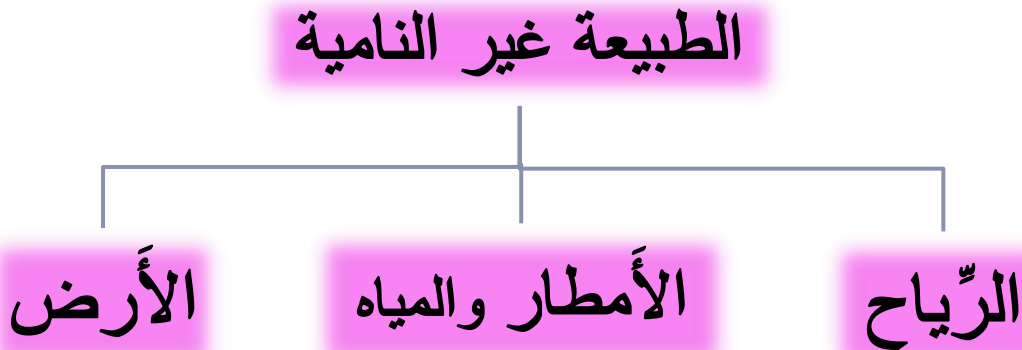 الطبيعة غير النامية
الرِّياح
الأَمطار والمياه
الأَرض